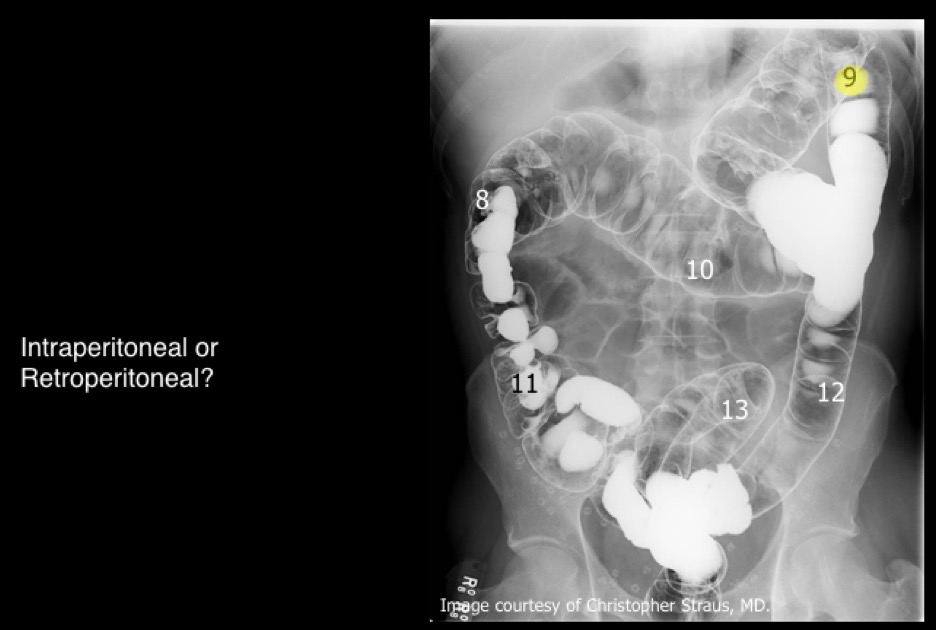 9
8
10
Intraperitoneal or
Retroperitoneal?
11
12
13
Image courtesy of Christopher Straus, MD.